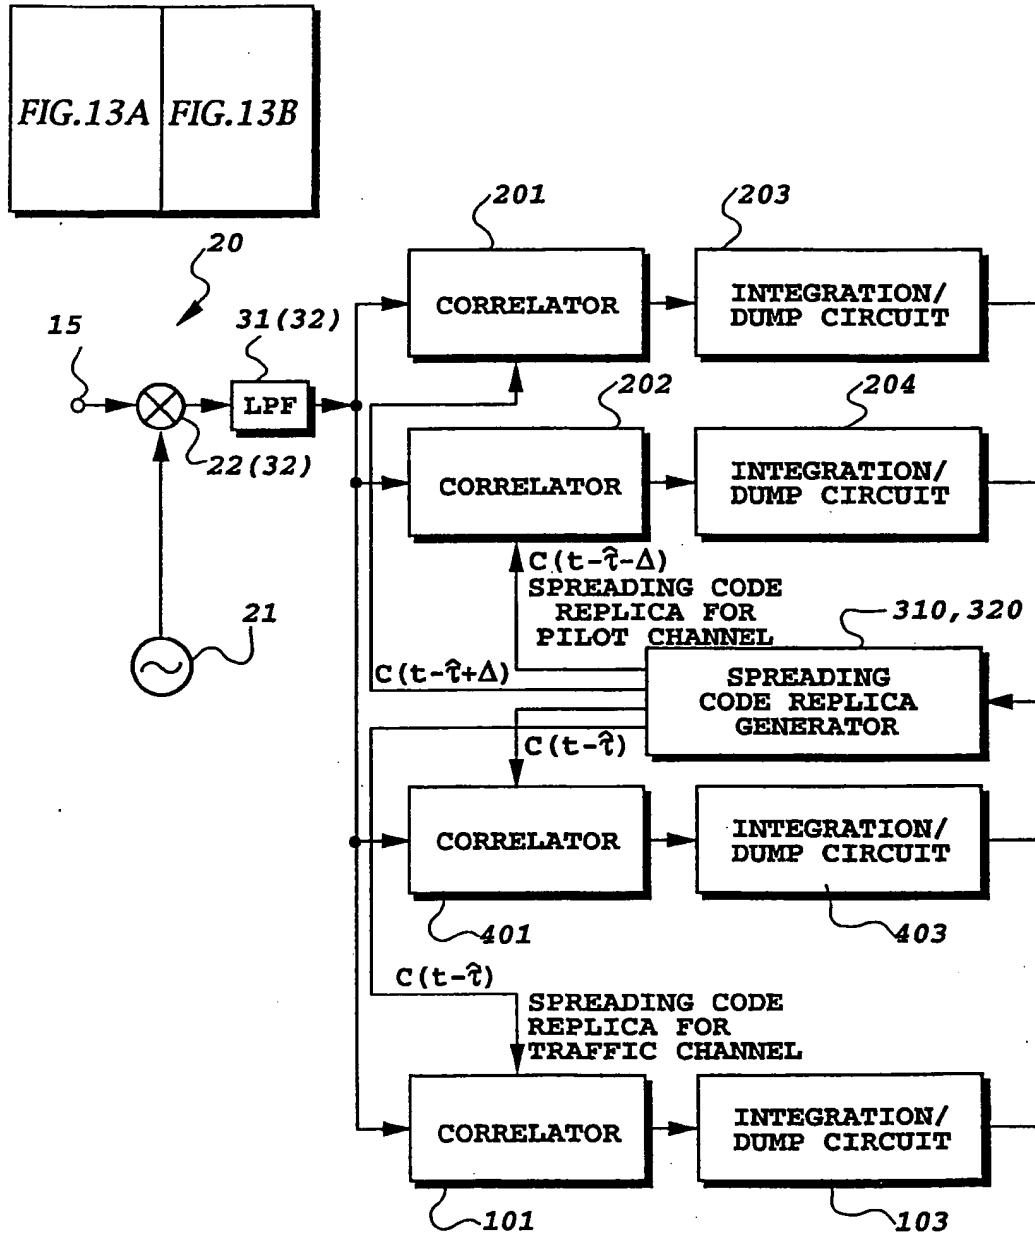 FIG.13A FIG.13B
201
203
20
CORRELATOR
INTEGRATION/
DUMP CIRCUIT
15
31(32)
LPF
202
204
22(32)
CORRELATOR
INTEGRATION/
DUMP CIRCUIT
C(t-τ̂-Δ)
SPREADING CODE
REPLICA FOR
PILOT CHANNEL
21
310,320
C(t-τ̂+Δ)
SPREADING
CODE REPLICA
GENERATOR
C(t-τ̂)
CORRELATOR
INTEGRATION/
DUMP CIRCUIT
401
403
C(t-τ̂)
SPREADING CODE
REPLICA FOR
TRAFFIC CHANNEL
CORRELATOR
INTEGRATION/
DUMP CIRCUIT
101
103